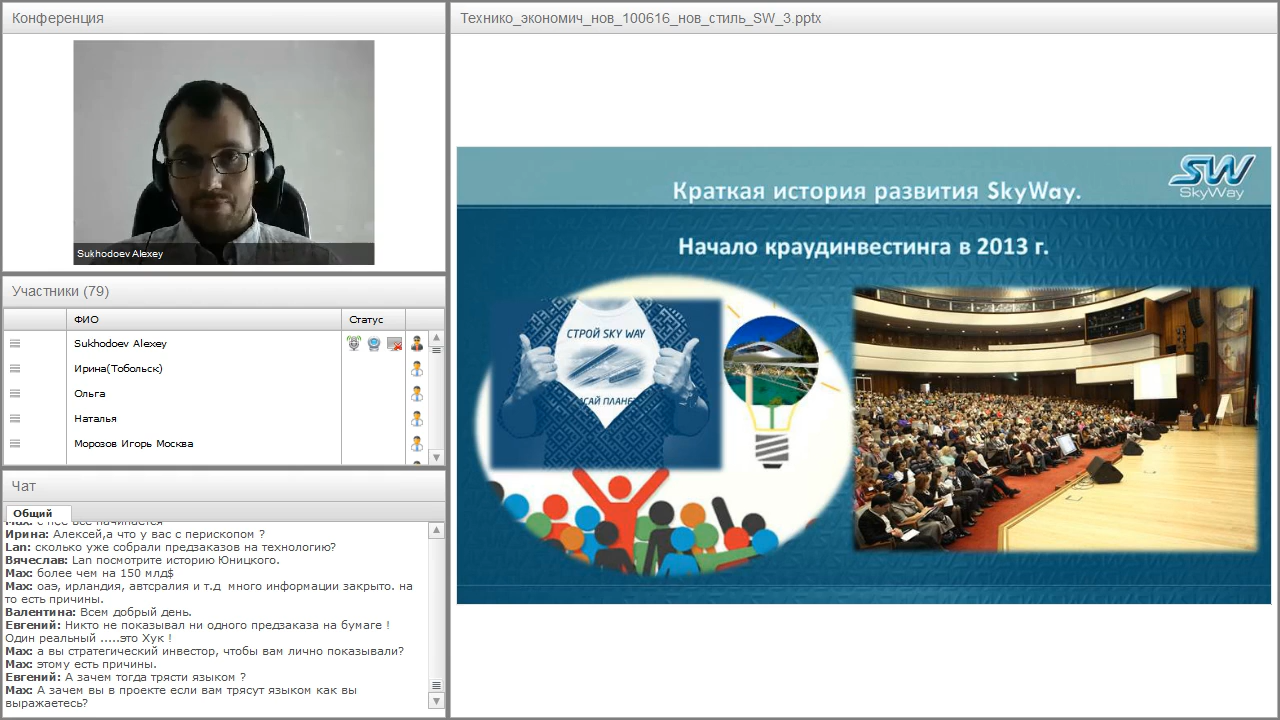 Конференция
Sukhodoev Alexey
Участники (79)
ФИО Статус
Sukhodoev Alexey
Ирина(Тобольск)
Ольга
Наталья
Морозов Игорь Москва
Чат
Общий
Max: с нее все начинается
Ирина: Алексей,а что у вас с перископом ?
Lan: сколько уже собрали предзаказов на технологию?
Вячеслав: Lan посмотрите историю Юницкого.
Max: более чем на 150 млд$
Max: оаэ, ирландия, автсралия и т.д много информации закрыто. на
то есть причины.
Валентина: Всем добрый день.
Евгений: Никто не показывал ни одного предзаказа на бумаге !
Один реальный .....это Хук !
Max: а вы стратегический инвестор, чтобы вам лично показывали?
Max: этому есть причины.
Евгений: А зачем тогда трясти языком ?
Max: А зачем вы в проекте если вам трясут языком как вы
выражаетесь?
Технико_экономич_нов_100616_нов_стиль_SW_3.pptx
SW
SkyWay
Краткая история развития SkyWay.
Начало краудинвестинга в 2013 г.
СТРОЙ SKY WAY